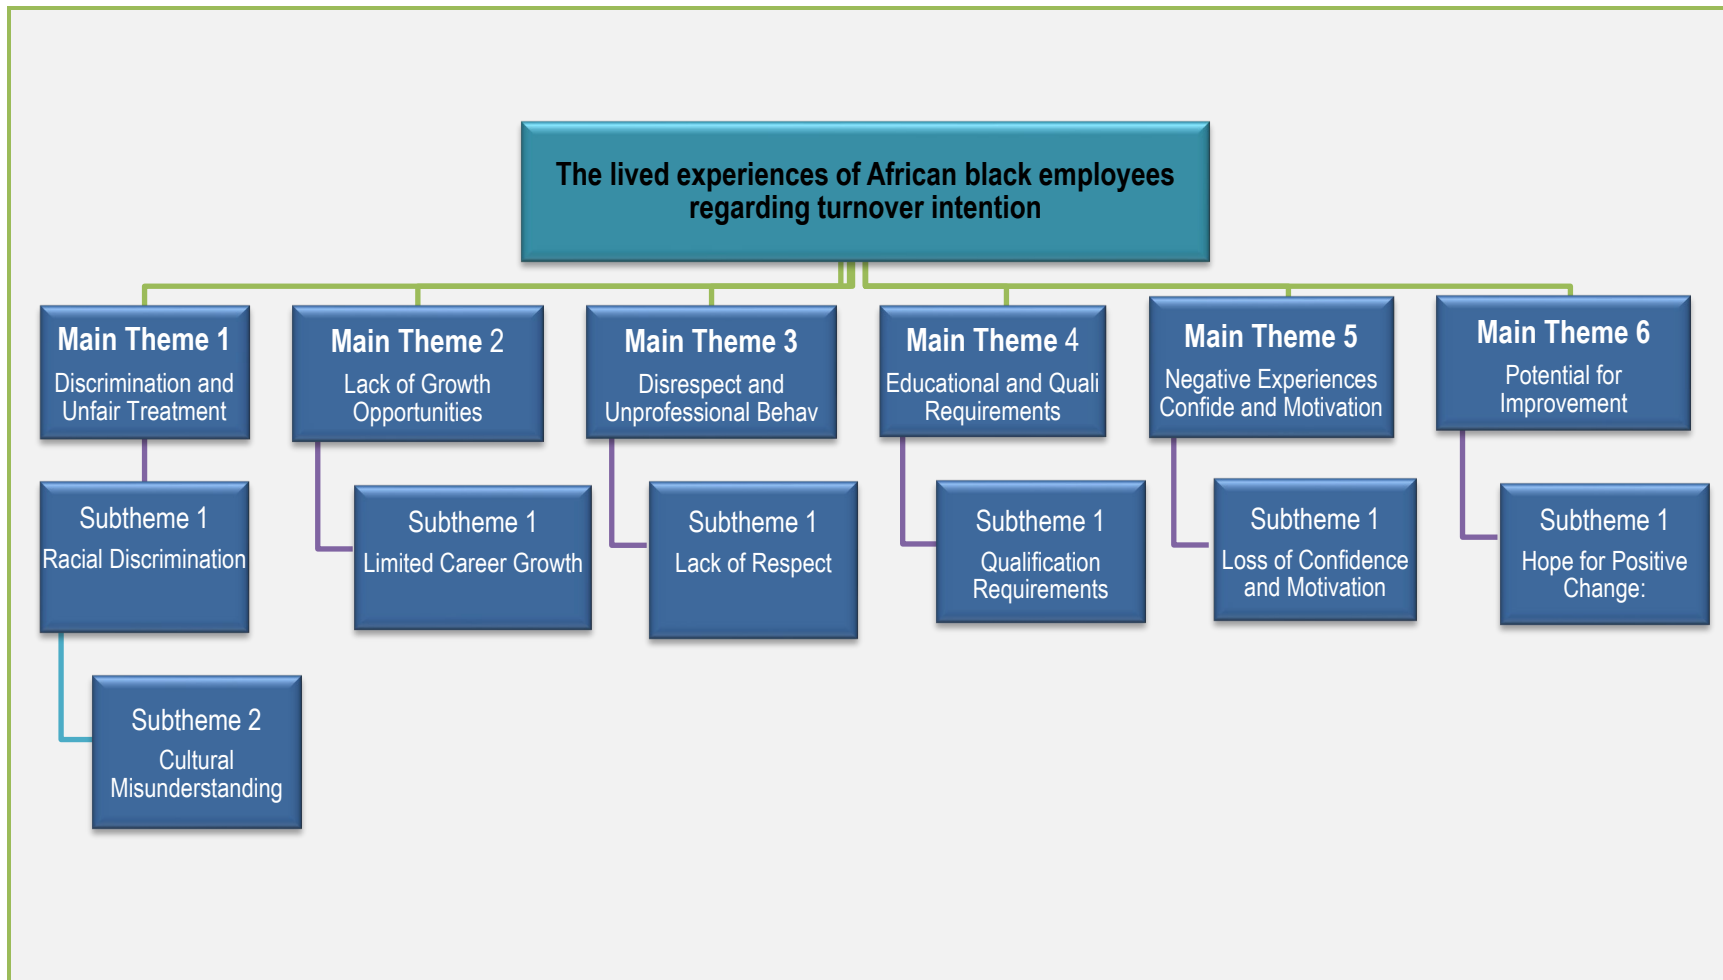 The lived experiences of African black employees
regarding turnover intention
Main Theme 1
Discrimination and
Unfair Treatment
Main Theme 2
Lack of Growth
Opportunities
Main Theme 3
Disrespect and
Unprofessional Behav
Main Theme 4
Educational and Quali
Requirements
Main Theme 5
Negative Experiences
Confide and Motivation
Main Theme 6
Potential for
Improvement
Subtheme 1
Racial Discrimination
Subtheme 1
Limited Career Growth
Subtheme 1
Lack of Respect
Subtheme 1
Qualification
Requirements
Subtheme 1
Loss of Confidence
and Motivation
Subtheme 1
Hope for Positive
Change:
Subtheme 2
Cultural
Misunderstanding